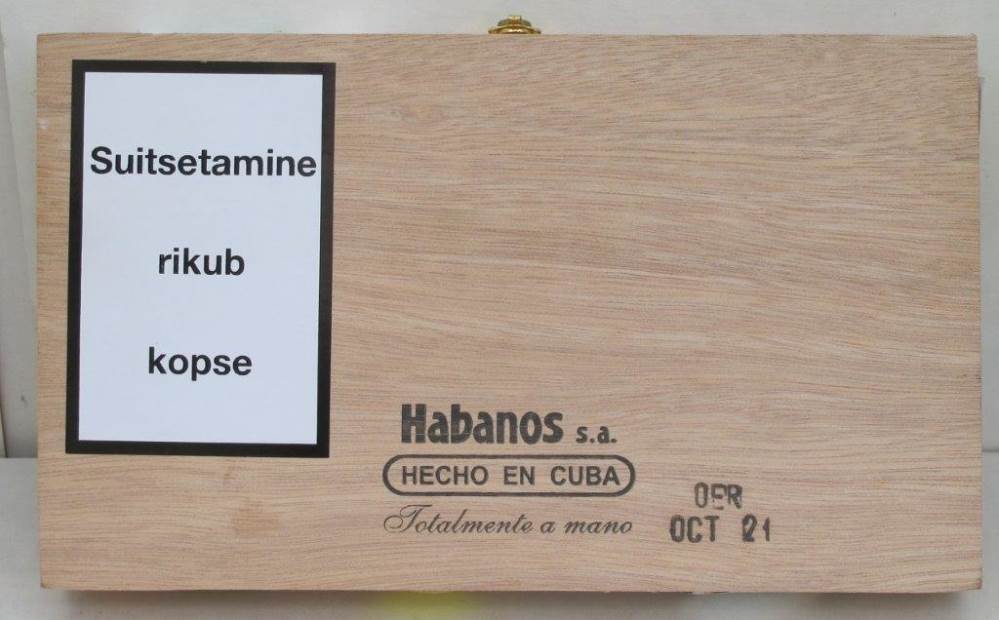 Suitsetamine
rikub
kopse
Habanos s.a.
HECHO EN CUBA
Totalmente a mano
OER
OCT 21